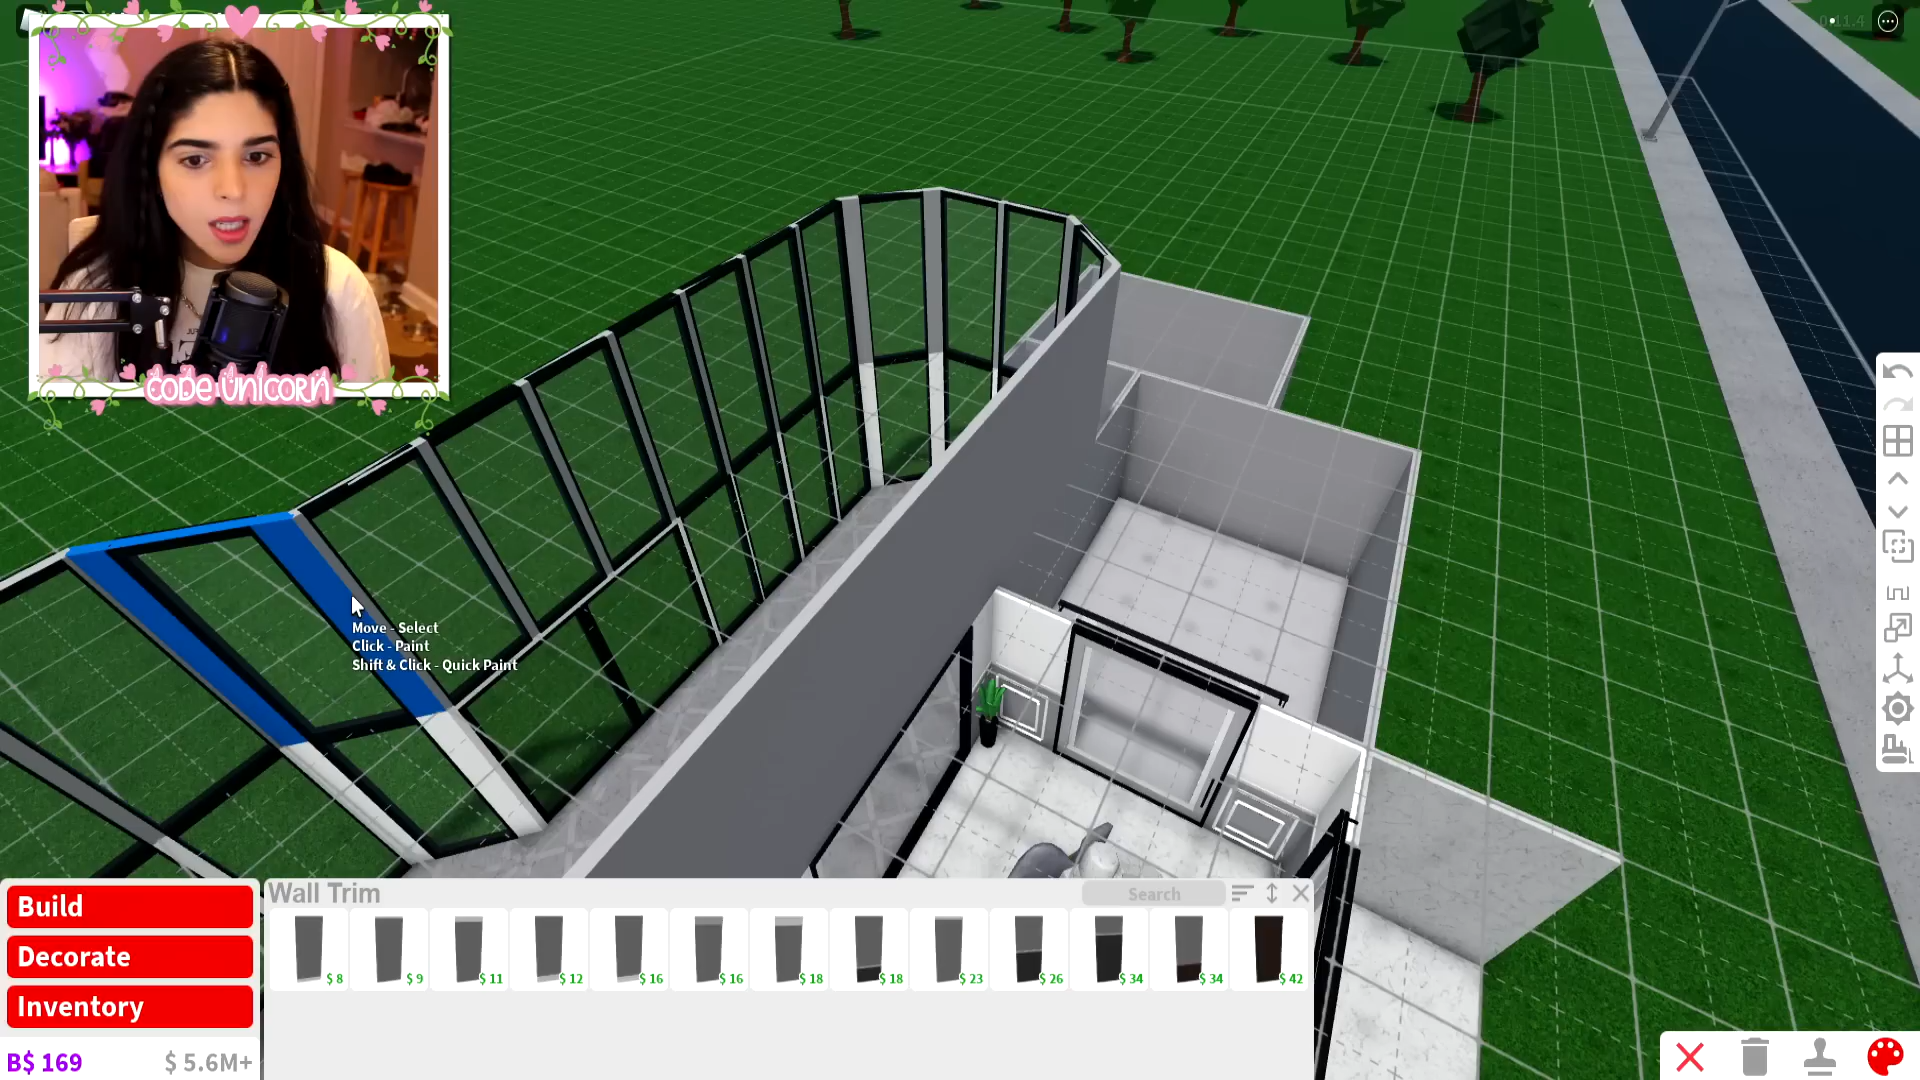 CODE UNICORN
Move - Select
Click - Paint
Shift & Click - Quick Paint
Build
Decorate
Inventory
B$ 169
$ 5.6M+
Wall Trim
Search
$ 8
$ 9
$ 11
$ 12
$ 16
$ 16
$ 18
$ 18
$ 23
$ 26
$ 34
$ 34
$ 42